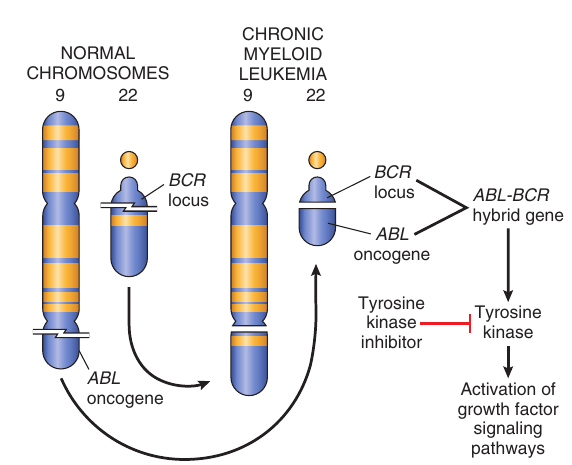 NORMAL
CHROMOSOMES
9 22
CHRONIC
MYELOID
LEUKEMIA
9 22
BCR
locus
ABL
oncogene
BCR
locus
ABL
oncogene
ABL-BCR
hybrid gene
Tyrosine
kinase
inhibitor
Tyrosine
kinase
Activation of
growth factor
signaling
pathways